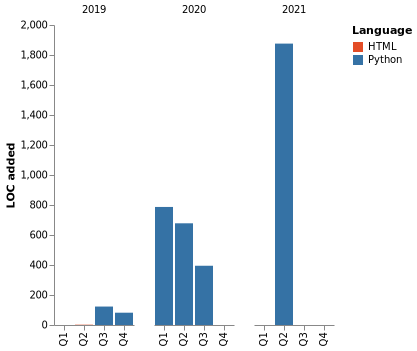 2019 2020 2021
Language
HTML
Python
LOC added
2,000
1,800
1,600
1,400
1,200
1,000
800
600
400
200
0
Q1 Q2 Q3 Q4 Q1 Q2 Q3 Q4 Q1 Q2 Q3 Q4